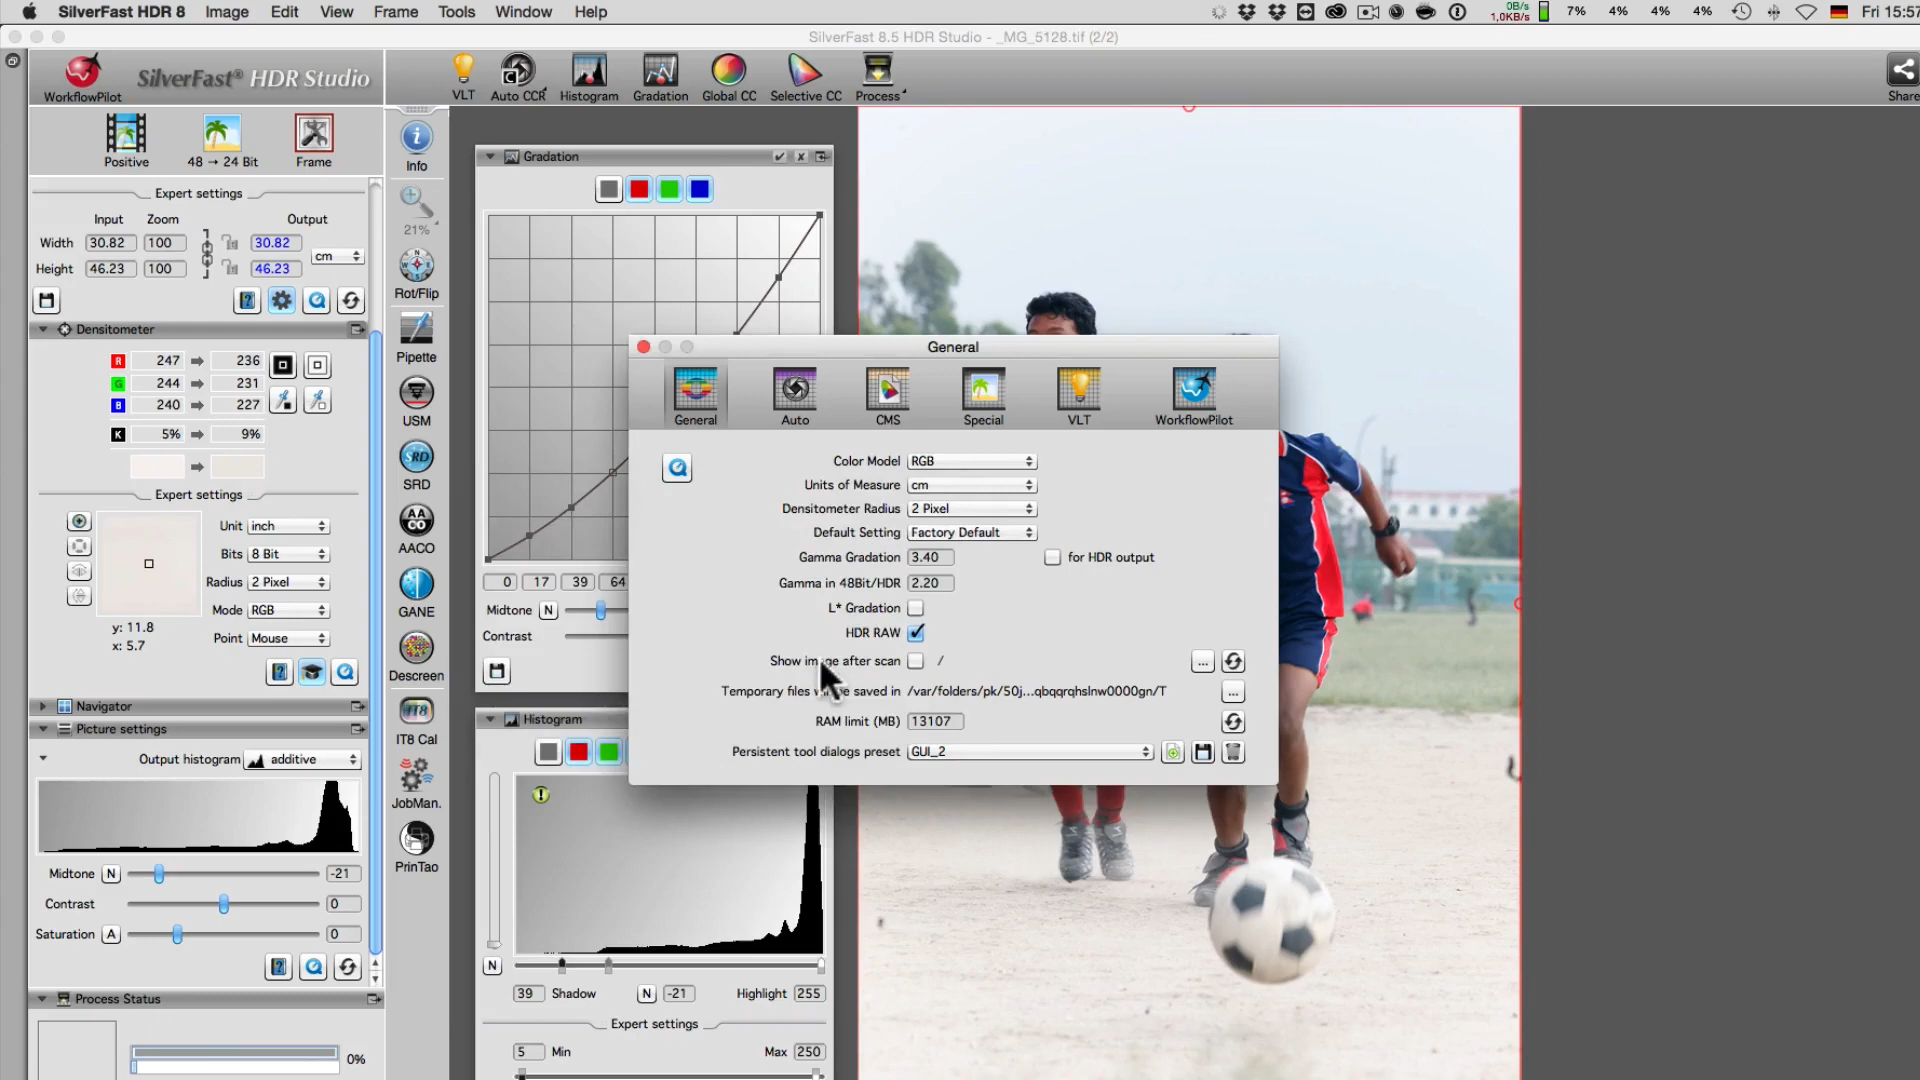 SilverFast HDR 8 Image Edit View Frame Tools Window Help 0B/s 1,0KB/s 7% 4% 4% 4% Fri 15:57
SilverFast 8.5 HDR Studio - _MG_5128.tif (2/2)
WorkflowPilot SilverFast® HDR Studio VLT Auto CCR Histogram Gradation Global CC Selective CC Process Share
Positive 48 → 24 Bit Frame
Expert settings
Input Zoom Output
Width 30.82 100 30.82
cm
Height 46.23 100 46.23
Densitometer
R 247 236
G 244 231
B 240 227
K 5% 9%
Expert settings
Unit inch
Bits 8 Bit
Radius 2 Pixel
Mode RGB
Point Mouse
y: 11.8
x: 5.7
Navigator
Picture settings
Output histogram additive
Midtone N -21
Contrast 0
Saturation A 0
Process Status
0%
Info
21%
Rot/Flip
Pipette
USM
SRD
SRD
AACO
AACO
GANE
Descreen
IT8
IT8 Cal
JobMan.
PrinTao
Gradation
0 17 39 64
Midtone N
Contrast
Histogram
N
39 Shadow N -21 Highlight 255
Expert settings
5 Min Max 250
General
General Auto CMS Special VLT WorkflowPilot
Color Model RGB
Units of Measure cm
Densitometer Radius 2 Pixel
Default Setting Factory Default
Gamma Gradation 3.40 for HDR output
Gamma in 48Bit/HDR 2.20
L* Gradation
HDR RAW
Show image after scan / ...
Temporary files be saved in /var/folders/pk/50j...qbqqrqhslnw0000gn/T ...
RAM limit (MB) 13107
Persistent tool dialogs preset GUI_2